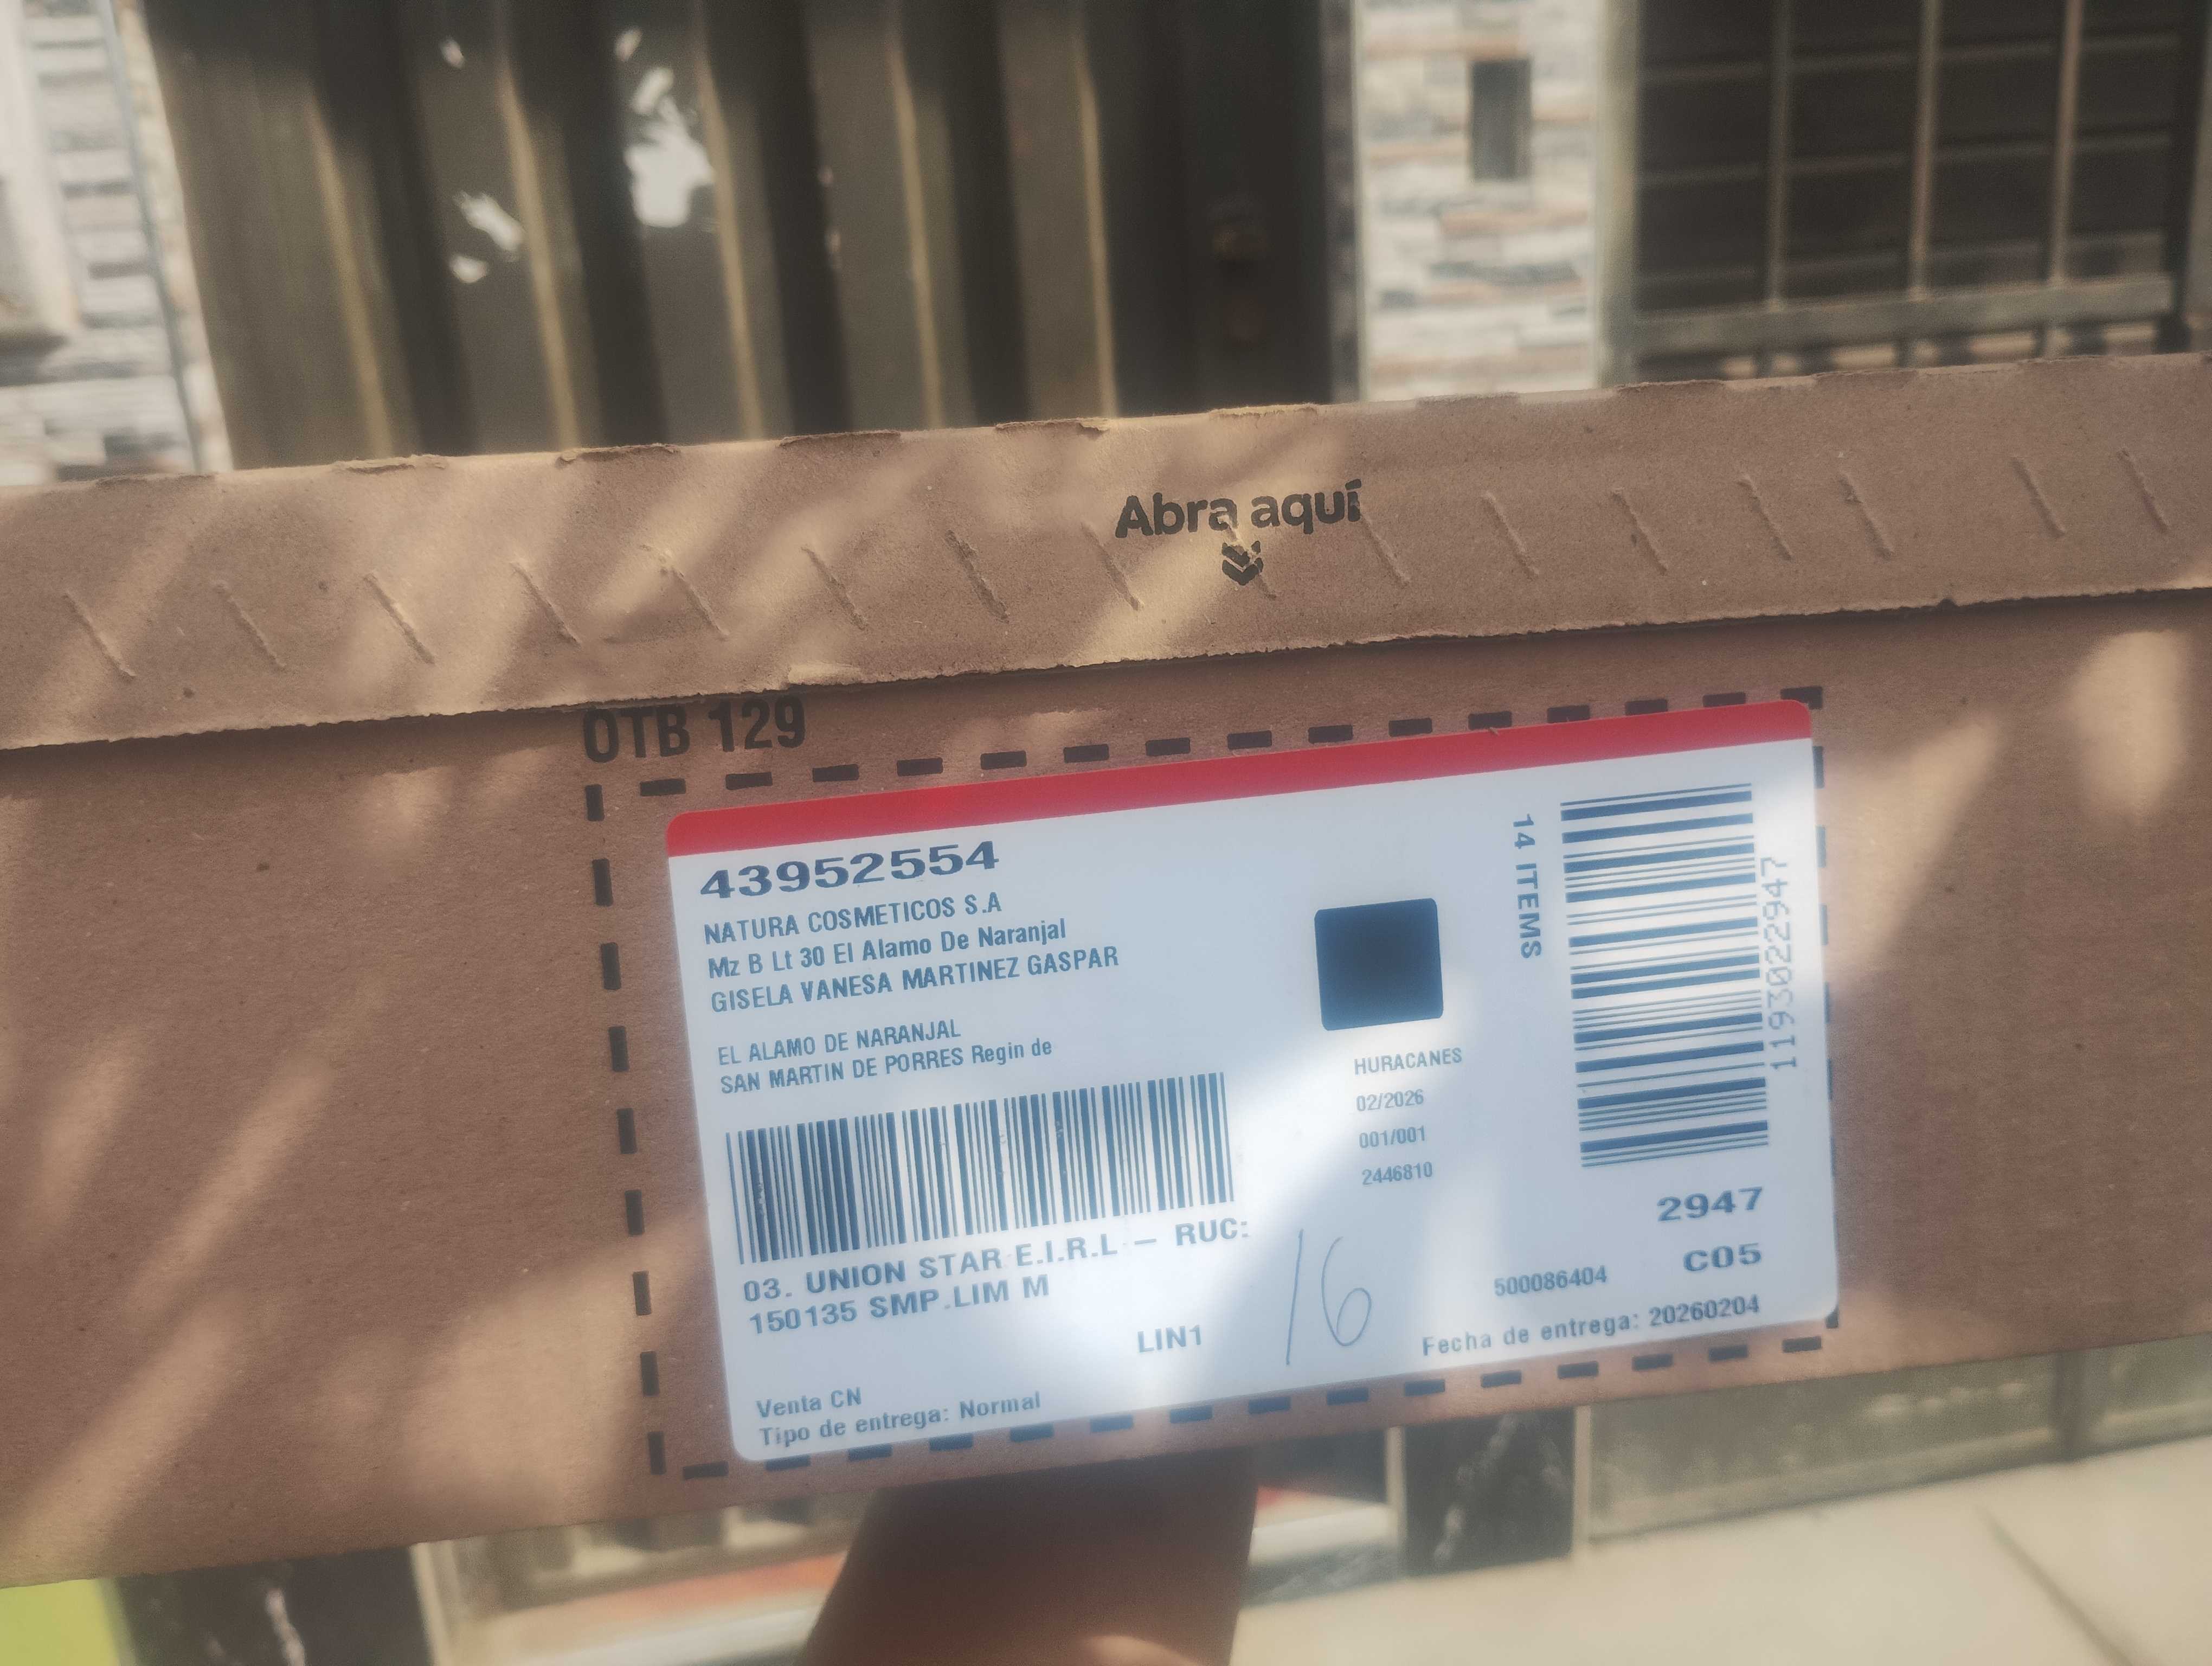 Abra aquí
OTB 129
43952554
NATURA COSMETICOS S.A
Mz B Lt 30 El Alamo De Naranjal
GISELA VANESA MARTINEZ GASPAR
EL ALAMO DE NARANJAL
SAN MARTIN DE PORRES Regin de
14 ITEMS
1193022947
HURACANES
02/2026
001/001
2446810
03. UNION STAR E.I.R.L – RUC:
150135 SMP.LIM M
LIN1
16
2947
C05
500086404
Fecha de entrega: 20260204
Venta CN
Tipo de entrega: Normal